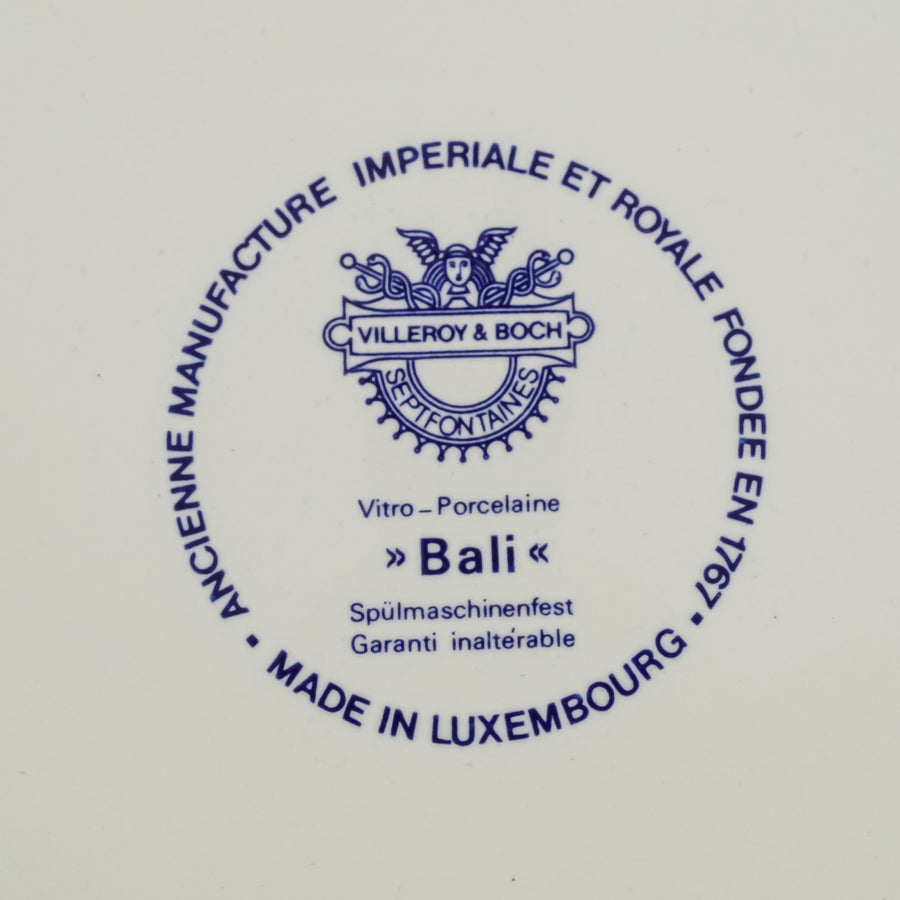 ANCIENNE MANUFACTURE IMPERIALE ET ROYALE FONDEE EN 1767 ·
MADE IN LUXEMBOURG ·
VILLEROY & BOCH
SEPTFONTAINES
Vitro–Porcelaine
»Bali«
Spülmaschinenfest
Garanti inaltérable